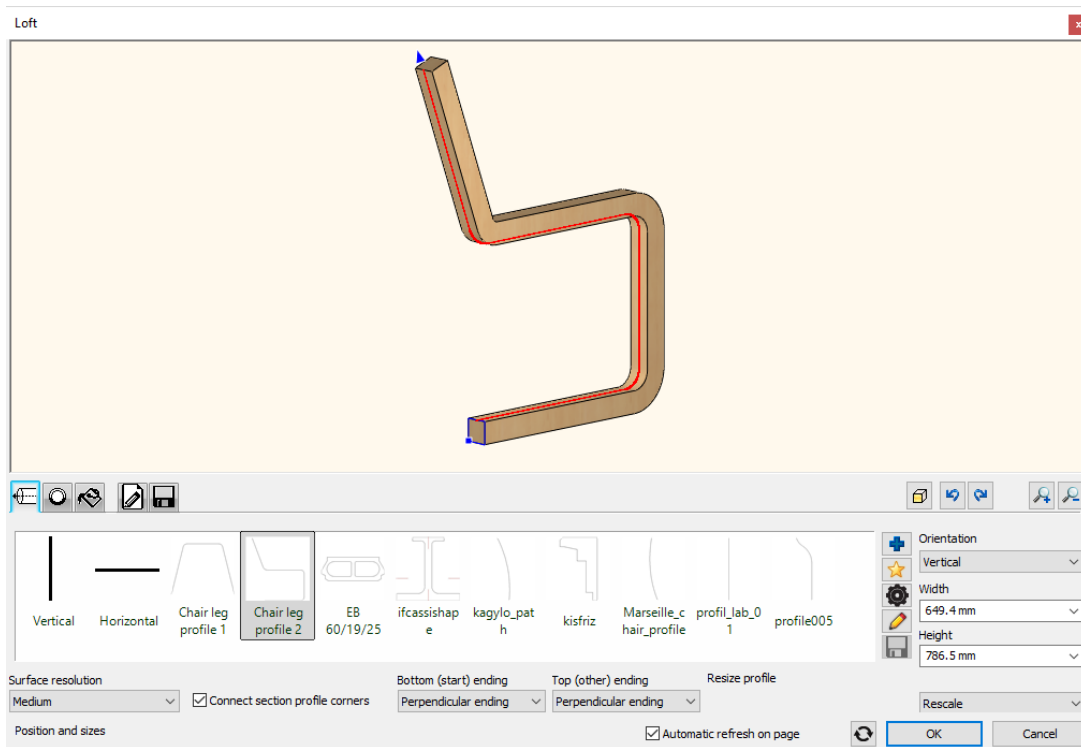 Loft
x
Vertical
Horizontal
Chair leg
profile 1
Chair leg
profile 2
EB
60/19/25
ifcassishap
e
kagylo_pat
h
kisfriz
Marseille_c
hair_profile
profil_lab_0
1
profile005
Orientation
Vertical
Width
649.4 mm
Height
786.5 mm
Surface resolution
Medium
Connect section profile corners
Bottom (start) ending
Perpendicular ending
Top (other) ending
Perpendicular ending
Resize profile
Rescale
Position and sizes
Automatic refresh on page
OK
Cancel